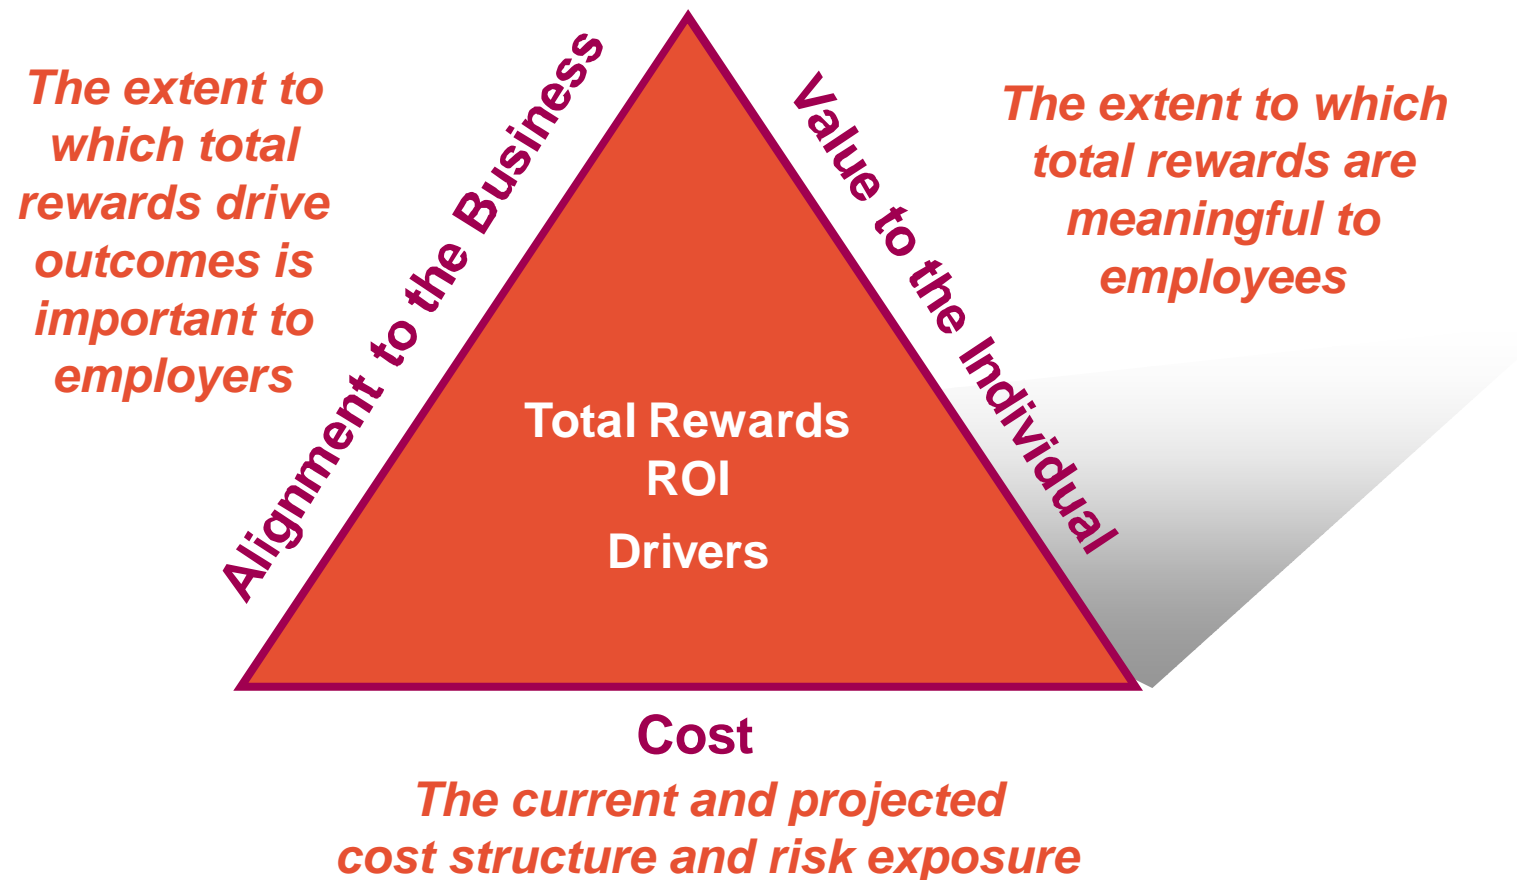 The extent to
which total
rewards drive
outcomes is
important to
employers
Alignment to the Business
Value to the Individual
The extent to which
total rewards are
meaningful to
employees
Total Rewards
ROI
Drivers
Cost
The current and projected
cost structure and risk exposure